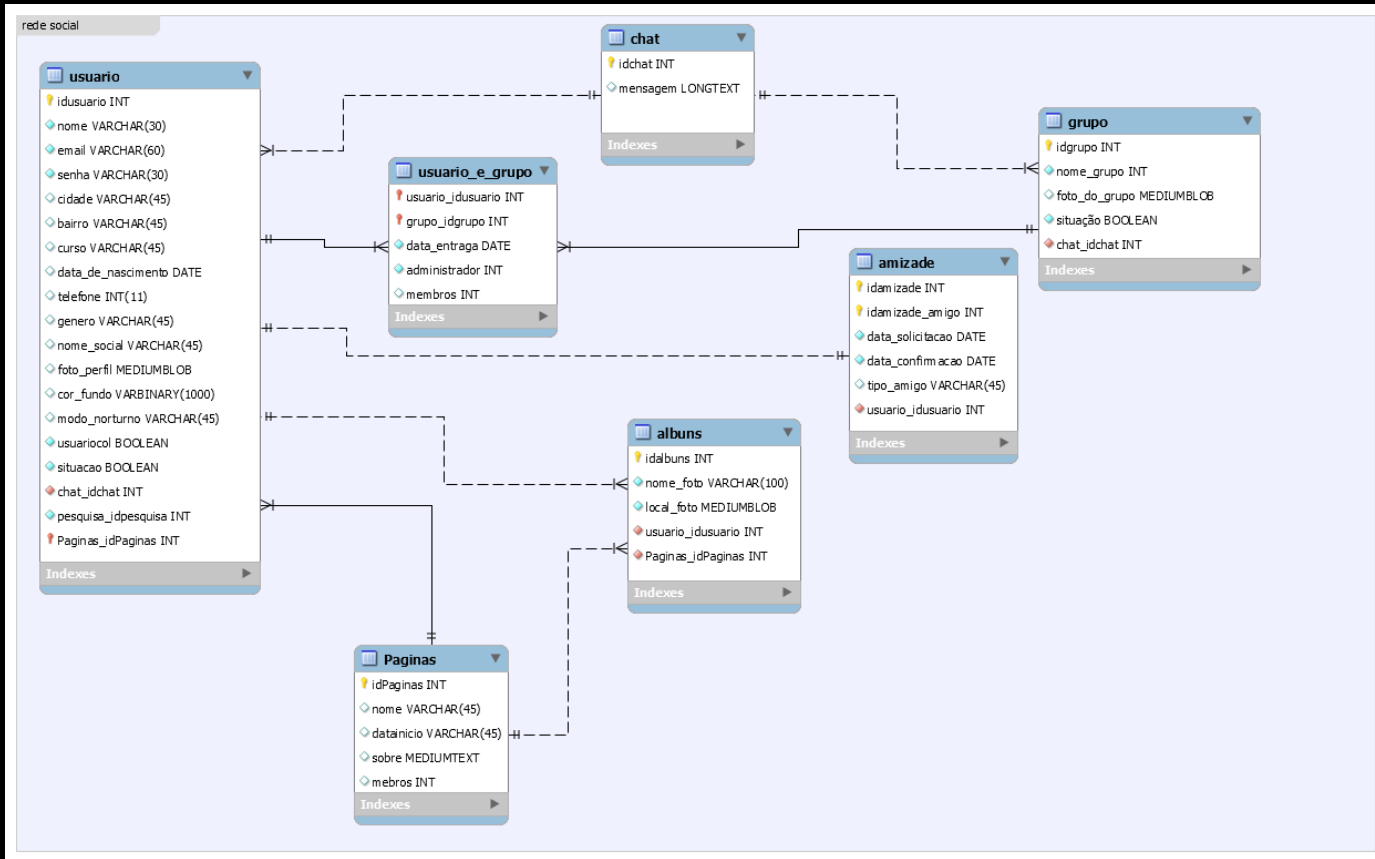 rede social
usuario
idusuario INT
nome VARCHAR(30)
email VARCHAR(60)
senha VARCHAR(30)
cidade VARCHAR(45)
bairro VARCHAR(45)
curso VARCHAR(45)
data_de_nascimento DATE
telefone INT(11)
genero VARCHAR(45)
nome_social VARCHAR(45)
foto_perfil MEDIUMBLOB
cor_fundo VARBINARY(1000)
modo_norturno VARCHAR(45)
usuariocol BOOLEAN
situacao BOOLEAN
chat_idchat INT
pesquisa_idpesquisa INT
Paginas_idPaginas INT
Indexes
chat
idchat INT
mensagem LONGTEXT
Indexes
usuario_e_grupo
usuario_idusuario INT
grupo_idgrupo INT
data_entraga DATE
administrador INT
membros INT
Indexes
grupo
idgrupo INT
nome_grupo INT
foto_do_grupo MEDIUMBLOB
situação BOOLEAN
chat_idchat INT
Indexes
amizade
idamizade INT
idamizade_amigo INT
data_solicitacao DATE
data_confirmacao DATE
tipo_amigo VARCHAR(45)
usuario_idusuario INT
Indexes
albuns
idalbuns INT
nome_foto VARCHAR(100)
local_foto MEDIUMBLOB
usuario_idusuario INT
Paginas_idPaginas INT
Indexes
Paginas
idPaginas INT
nome VARCHAR(45)
datainicio VARCHAR(45)
sobre MEDIUMTEXT
mebros INT
Indexes